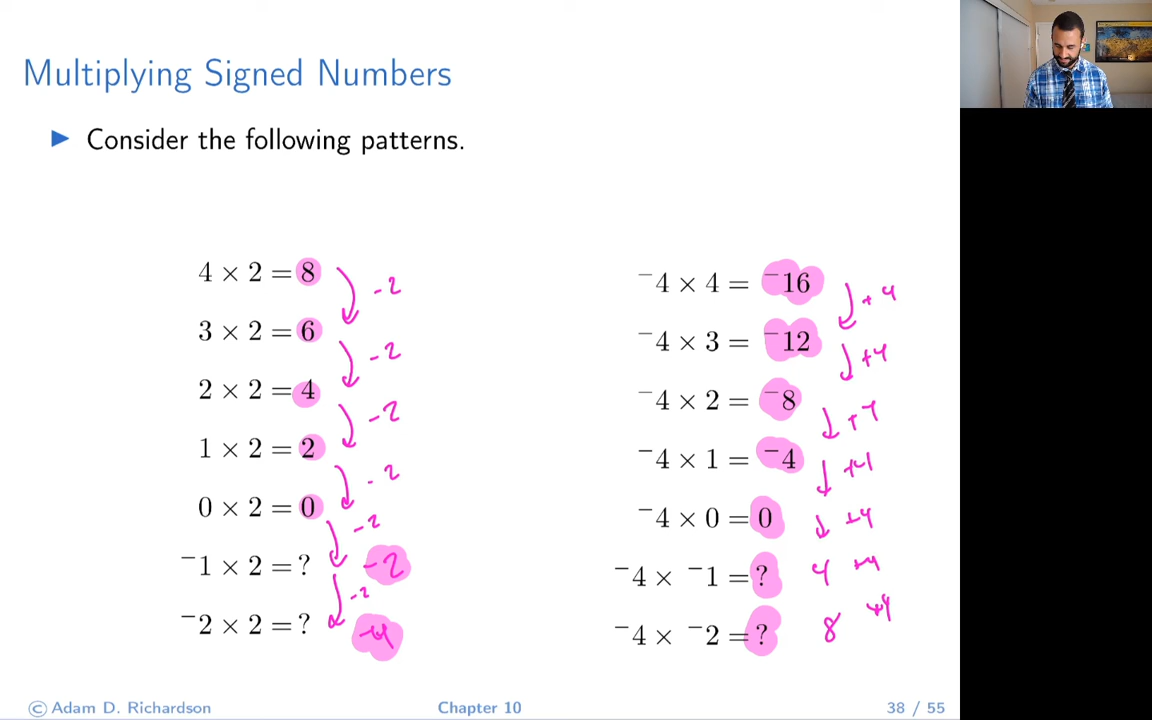 Multiplying Signed Numbers
▶ Consider the following patterns.
4 × 2 = 8
-2
3 × 2 = 6
-2
2 × 2 = 4
-2
1 × 2 = 2
-2
0 × 2 = 0
-2
⁻1 × 2 = ? -2
-2
⁻2 × 2 = ? -4
⁻4 × 4 = ⁻16
+4
⁻4 × 3 = ⁻12
+4
⁻4 × 2 = ⁻8
+4
⁻4 × 1 = ⁻4
+4
⁻4 × 0 = 0
+4
⁻4 × ⁻1 = ? 4 +4
⁻4 × ⁻2 = ? 8 +4
© Adam D. Richardson
Chapter 10
38 / 55